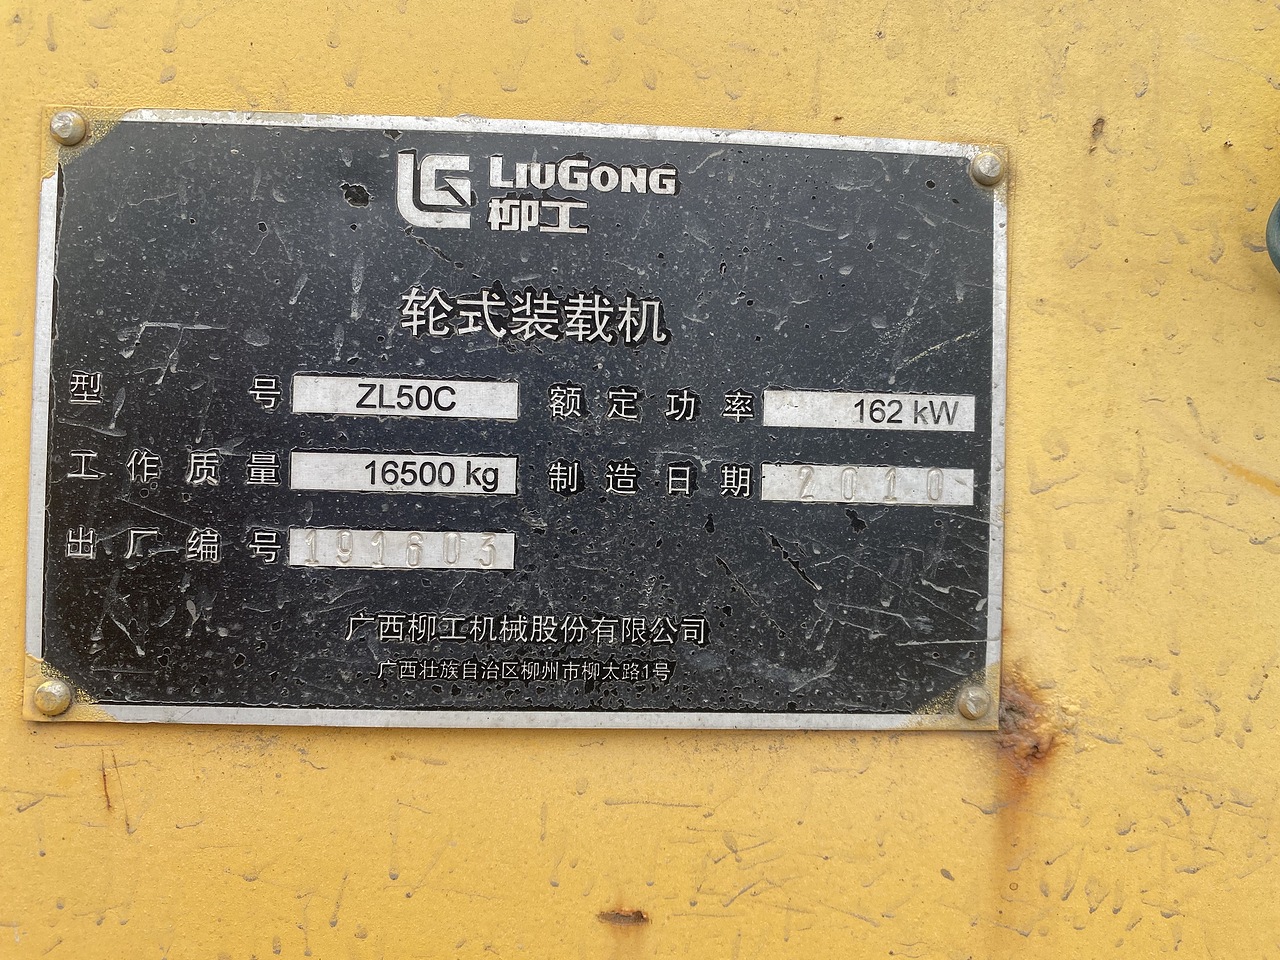 LG LIUGONG
柳工
轮式装载机
型号 ZL50C 额定功率 162 kW
工作质量 16500 kg 制造日期 2010
出厂编号 191603
广西柳工机械股份有限公司
广西壮族自治区柳州市柳太路1号